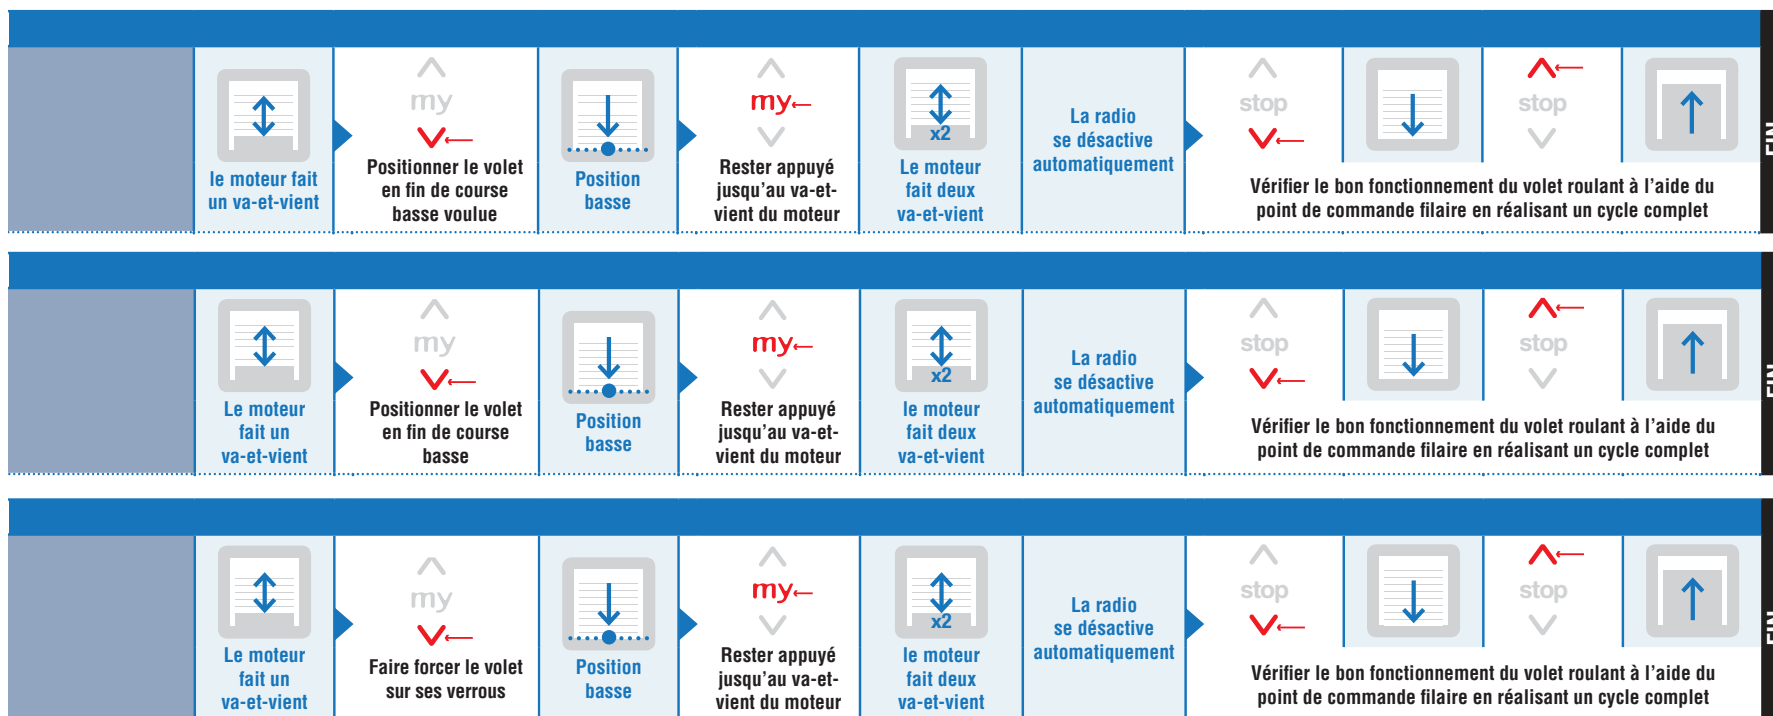 my
my
x2
stop
stop
le moteur fait
un va-et-vient
Positionner le volet
en fin de course
basse voulue
Position
basse
Rester appuyé
jusqu'au va-et-
vient du moteur
Le moteur
fait deux
va-et-vient
La radio
se désactive
automatiquement
Vérifier le bon fonctionnement du volet roulant à l'aide du
point de commande filaire en réalisant un cycle complet
FIN
my
my
x2
stop
stop
Le moteur
fait un
va-et-vient
Positionner le volet
en fin de course
basse
Position
basse
Rester appuyé
jusqu'au va-et-
vient du moteur
le moteur
fait deux
va-et-vient
La radio
se désactive
automatiquement
Vérifier le bon fonctionnement du volet roulant à l'aide du
point de commande filaire en réalisant un cycle complet
FIN
my
my
x2
stop
stop
Le moteur
fait un
va-et-vient
Faire forcer le volet
sur ses verrous
Position
basse
Rester appuyé
jusqu'au va-et-
vient du moteur
le moteur
fait deux
va-et-vient
La radio
se désactive
automatiquement
Vérifier le bon fonctionnement du volet roulant à l'aide du
point de commande filaire en réalisant un cycle complet
FIN